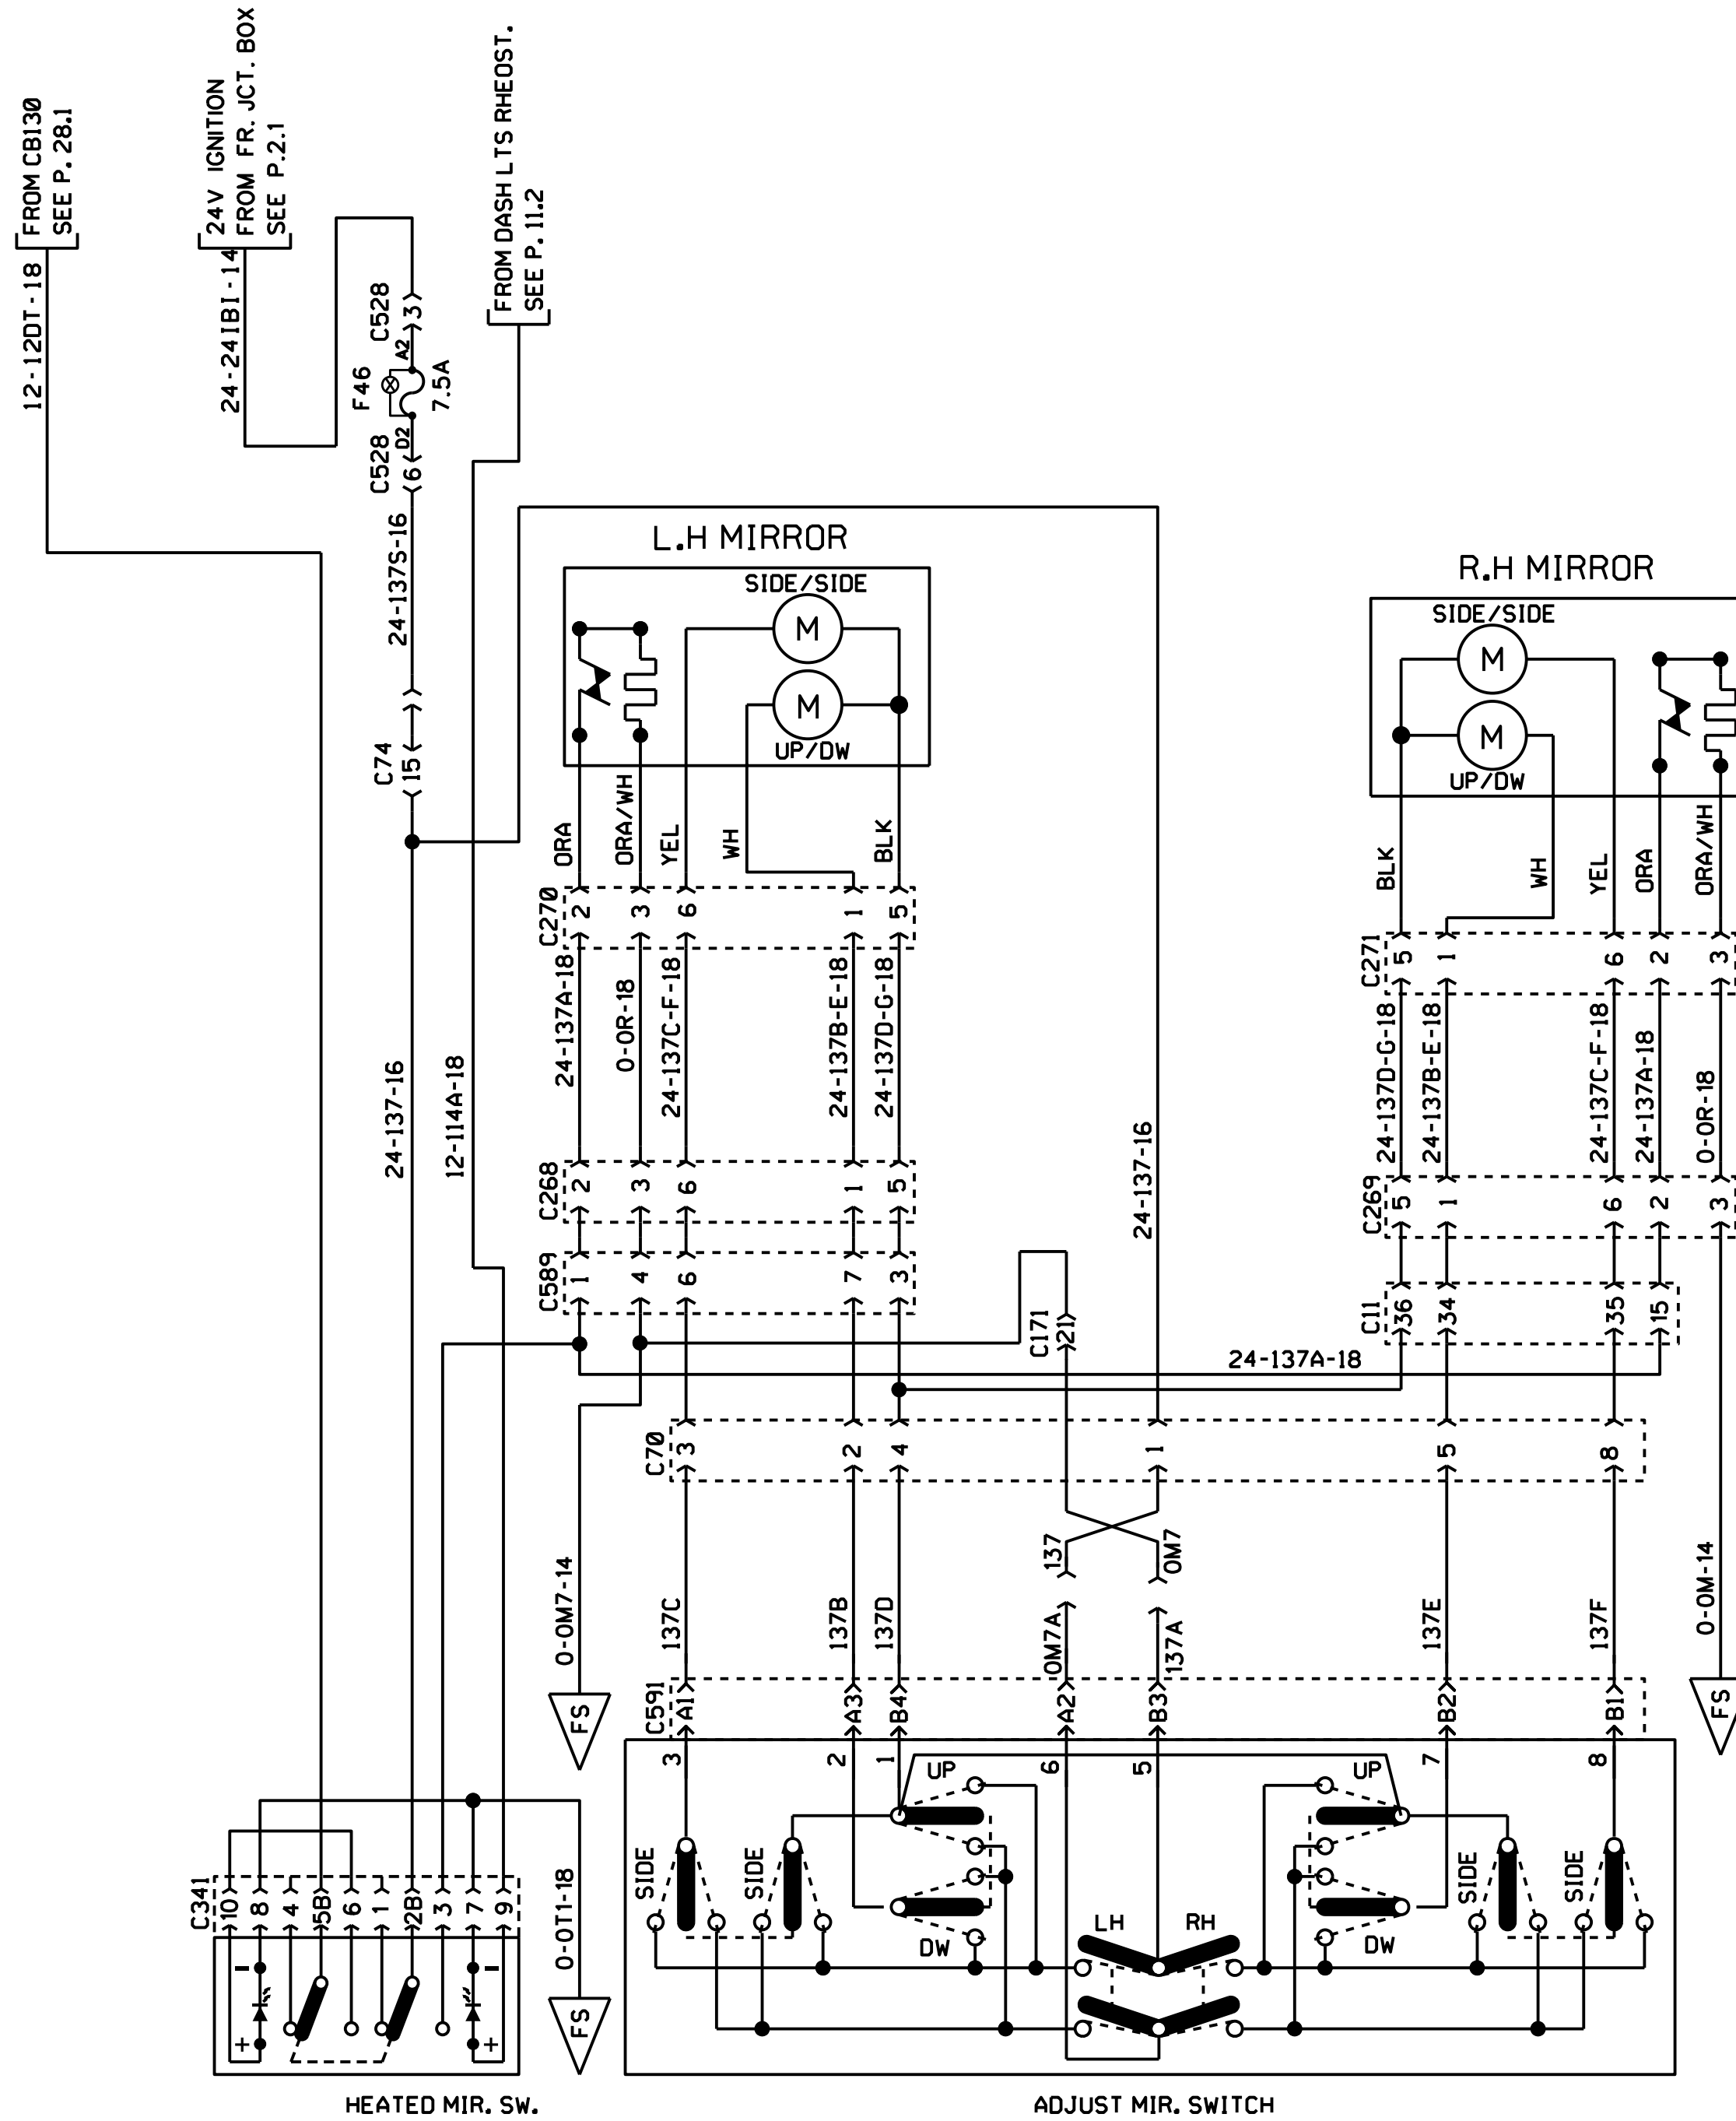 FROM CB130
SEE P. 28.1
24V IGNITION
FROM FR. JCT. BOX
SEE P.2.1
FROM DASH LTS RHEOST.
SEE P. 11.2
12-12DT-18
24-24IBI-14
C528
3
A2
F46
7.5A
D2
C528
6
24-137S-16
C74
15
24-137-16
12-114A-18
L.H MIRROR
SIDE/SIDE
M
M
UP/DW
ORA
ORA/WH
YEL
WH
BLK
C270
2
3
6
1
5
24-137A-18
0-0R-18
24-137C-F-18
24-137B-E-18
24-137D-G-18
C268
2
3
6
1
5
C589
1
4
6
7
3
24-137-16
C171
21
R.H MIRROR
SIDE/SIDE
M
M
UP/DW
BLK
WH
YEL
ORA
ORA/WH
C271
5
1
6
2
3
24-137D-G-18
24-137B-E-18
24-137C-F-18
24-137A-18
0-0R-18
C269
5
1
6
2
3
C11
36
34
35
15
24-137A-18
C70
3
2
4
1
5
8
137
0M7
0-0M7-14
137C
137B
137D
0M7A
137A
137E
137F
0-0M-14
FS
FS
C591
A1
A3
B4
A2
B3
B2
B1
3
2
1
6
5
7
8
UP
UP
SIDE
SIDE
SIDE
SIDE
DW
DW
LH
RH
C341
10
8
4
5B
6
1
2B
3
7
9
0-0T1-18
FS
-
-
+
+
HEATED MIR. SW.
ADJUST MIR. SWITCH